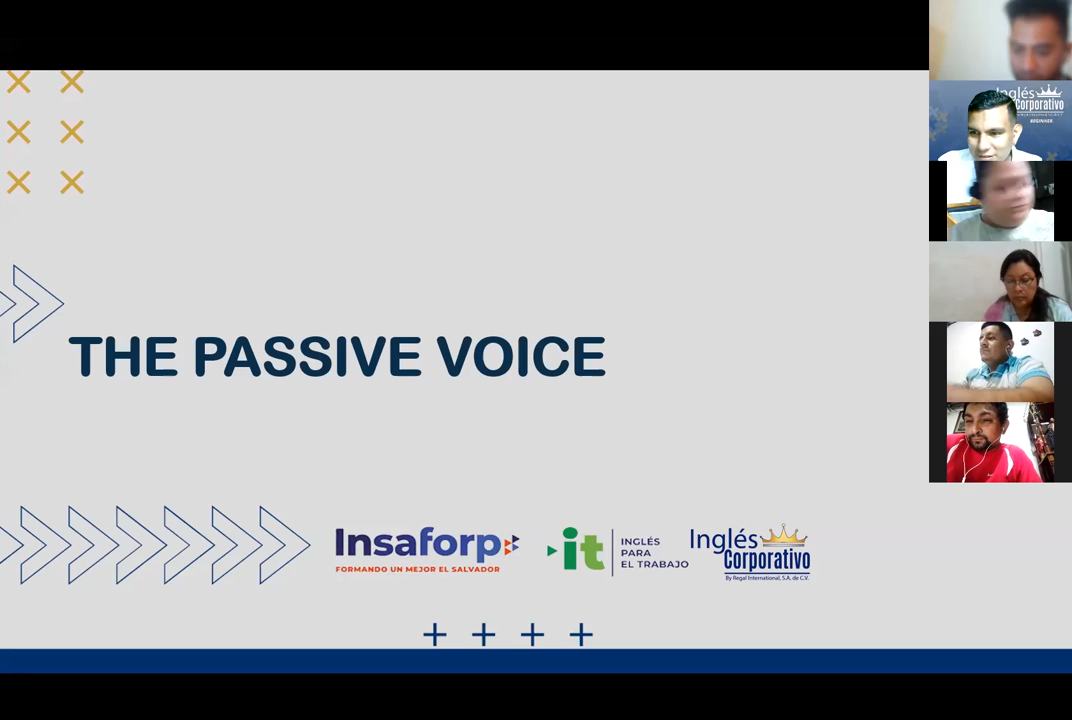 THE PASSIVE VOICE
Insaforp
FORMANDO UN MEJOR EL SALVADOR
it
INGLÉS
PARA
EL TRABAJO
Inglés
Corporativo
By Regal International, S.A. de C.V.
Inglés
Corporativo
BEGINNER